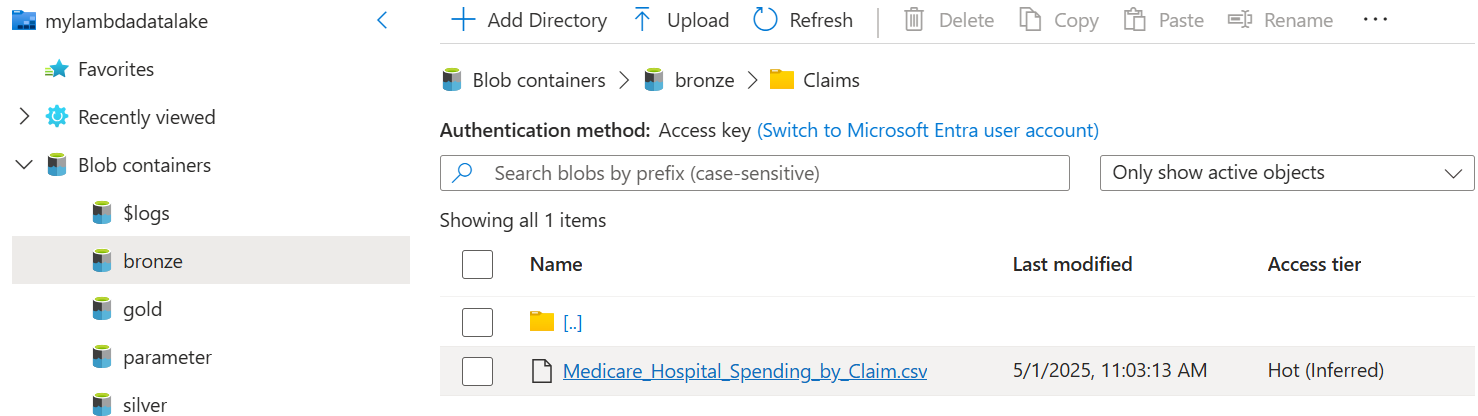 mylambdadatalake
Favorites
Recently viewed
Blob containers
$logs
bronze
gold
parameter
silver
Add Directory Upload Refresh Delete Copy Paste Rename ...
Blob containers > bronze > Claims
Authentication method: Access key (Switch to Microsoft Entra user account)
Search blobs by prefix (case-sensitive)
Only show active objects
Showing all 1 items
Name Last modified Access tier
[..]
Medicare_Hospital_Spending_by_Claim.csv 5/1/2025, 11:03:13 AM Hot (Inferred)